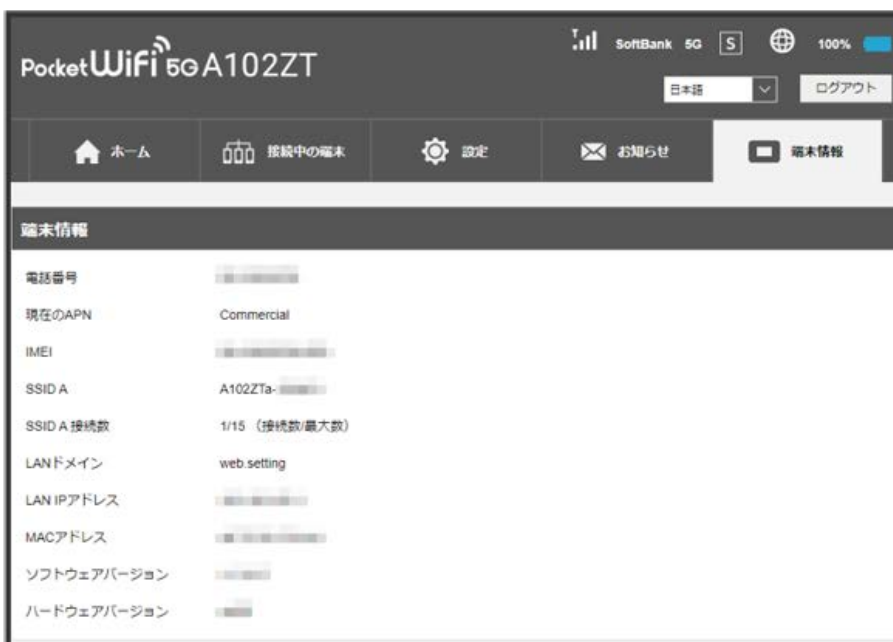 Pocket WiFi 5G A102ZT
SoftBank 5G S 100%
日本語 ログアウト
ホーム 接続中の端末 設定 お知らせ 端末情報
端末情報
電話番号
現在のAPN Commercial
IMEI
SSID A A102ZTa-
SSID A 接続数 1/15 (接続数/最大数)
LANドメイン web.setting
LAN IPアドレス
MACアドレス
ソフトウェアバージョン
ハードウェアバージョン